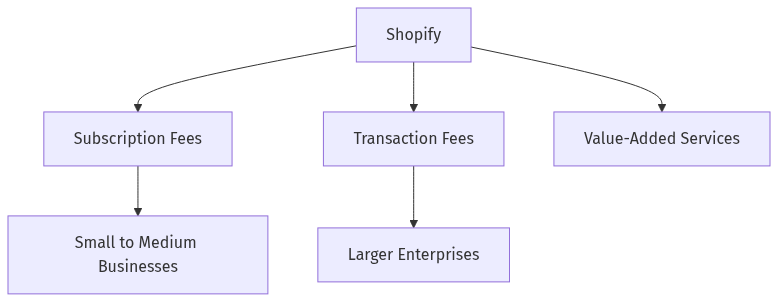 Shopify
Subscription Fees
Transaction Fees
Value-Added Services
Small to Medium
Businesses
Larger Enterprises